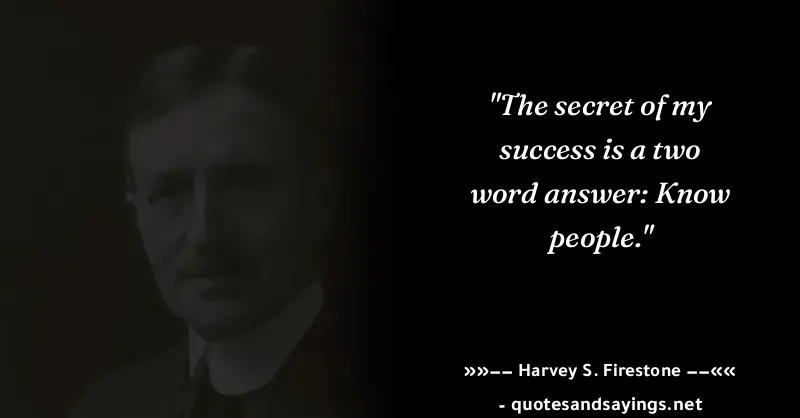 "The secret of my
success is a two
word answer: Know
people."
»»−− Harvey S. Firestone −−««
- quotesandsayings.net